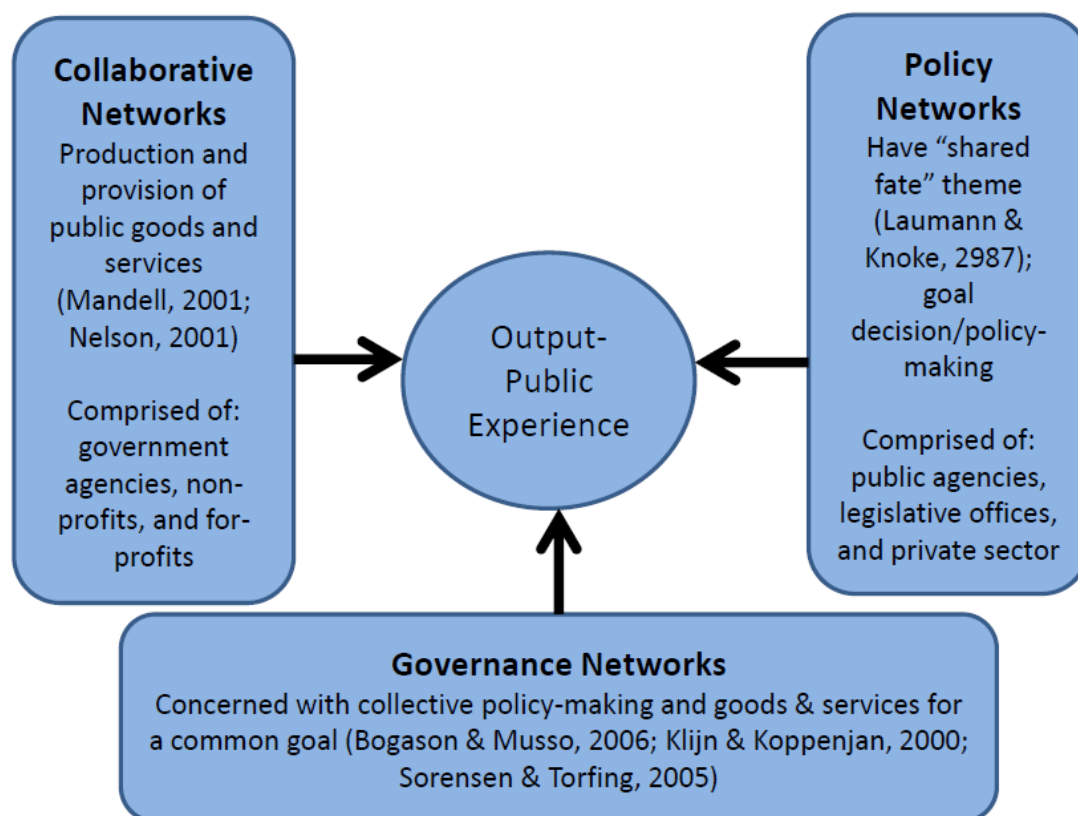 Collaborative
Networks
Production and
provision of
public goods and
services
(Mandell, 2001;
Nelson, 2001)
Comprised of:
government
agencies, non-
profits, and for-
profits
Policy
Networks
Have “shared
fate” theme
(Laumann &
Knoke, 2987);
goal
decision/policy-
making
Comprised of:
public agencies,
legislative offices,
and private sector
Output-
Public
Experience
Governance Networks
Concerned with collective policy-making and goods & services for
a common goal (Bogason & Musso, 2006; Klijn & Koppenjan, 2000;
Sorensen & Torfing, 2005)